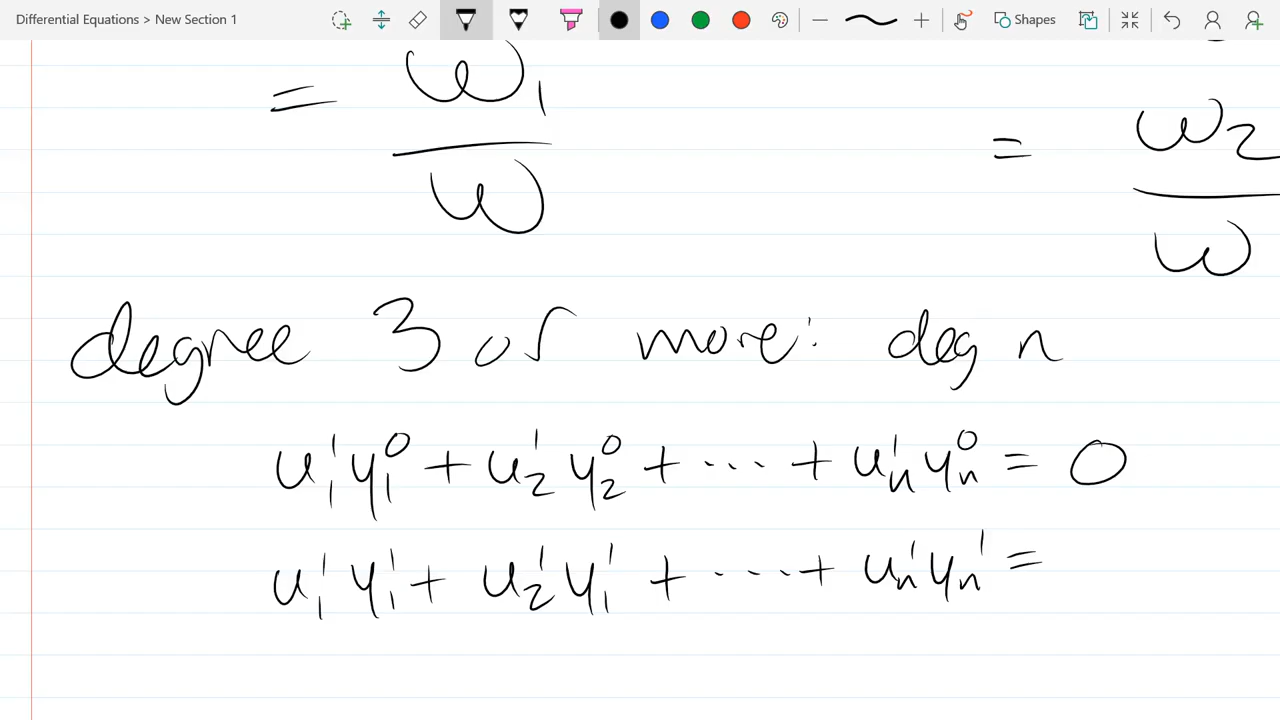 Differential Equations > New Section 1
Shapes
= W₁ / W
= W₂ / W
degree 3 or more: deg n
u₁'y₁⁰ + u₂'y₂⁰ + ... + uₙ'yₙ⁰ = 0
u₁'y₁' + u₂'y₁' + ... + uₙ'yₙ' =